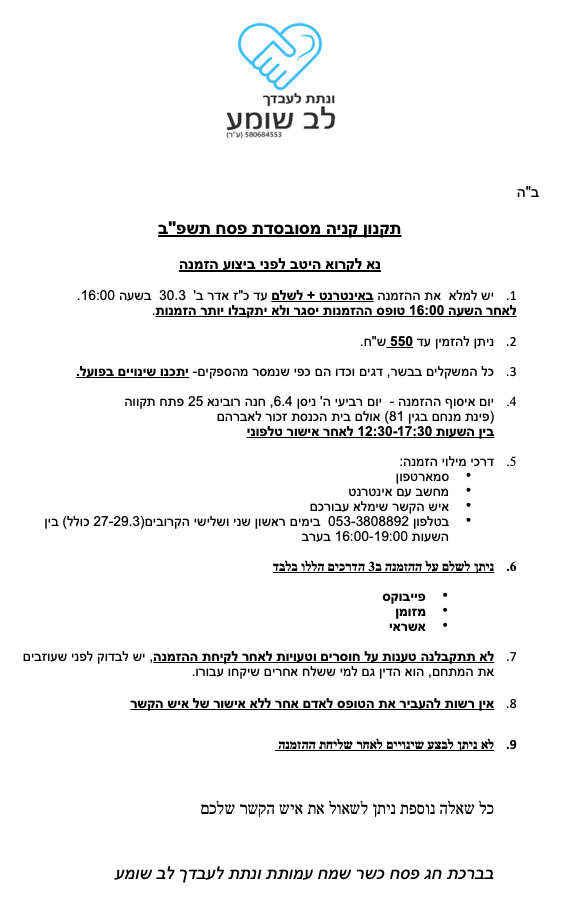 ונתת לעבדך
לב שומע
(ע"ר) 580684553
ב"ה
תקנון קניה מסובסדת פסח תשפ"ב
נא לקרוא היטב לפני ביצוע הזמנה
1. יש למלא את ההזמנה באינטרנט + לשלם עד כ"ז אדר ב' 30.3 בשעה 16:00.
לאחר השעה 16:00 טופס ההזמנות יסגר ולא יתקבלו יותר הזמנות.
2. ניתן להזמין עד 550 ש"ח.
3. כל המשקלים בבשר, דגים וכדו הם כפי שנמסר מהספקים- יתכנו שינויים בפועל.
4. יום איסוף ההזמנה - יום רביעי ה' ניסן 6.4, חנה רובינא 25 פתח תקווה
(פינת מנחם בגין 81) אולם בית הכנסת זכור לאברהם
בין השעות 12:30-17:30 לאחר אישור טלפוני
5. דרכי מילוי הזמנה:
• סמארטפון
• מחשב עם אינטרנט
• איש הקשר שימלא עבורכם
• בטלפון 053-3808892 בימים ראשון שני ושלישי הקרובים(27-29.3 כולל) בין
השעות 16:00-19:00 בערב
6. ניתן לשלם על ההזמנה ב3 הדרכים הללו בלבד
• פייבוקס
• מזומן
• אשראי
7. לא תתקבלנה טענות על חוסרים וטעויות לאחר לקיחת ההזמנה, יש לבדוק לפני שעוזבים
את המתחם, הוא הדין גם למי ששלח אחרים שיקחו עבורו.
8. אין רשות להעביר את הטופס לאדם אחר ללא אישור של איש הקשר
9. לא ניתן לבצע שינויים לאחר שליחת ההזמנה
כל שאלה נוספת ניתן לשאול את איש הקשר שלכם
בברכת חג פסח כשר שמח עמותת ונתת לעבדך לב שומע